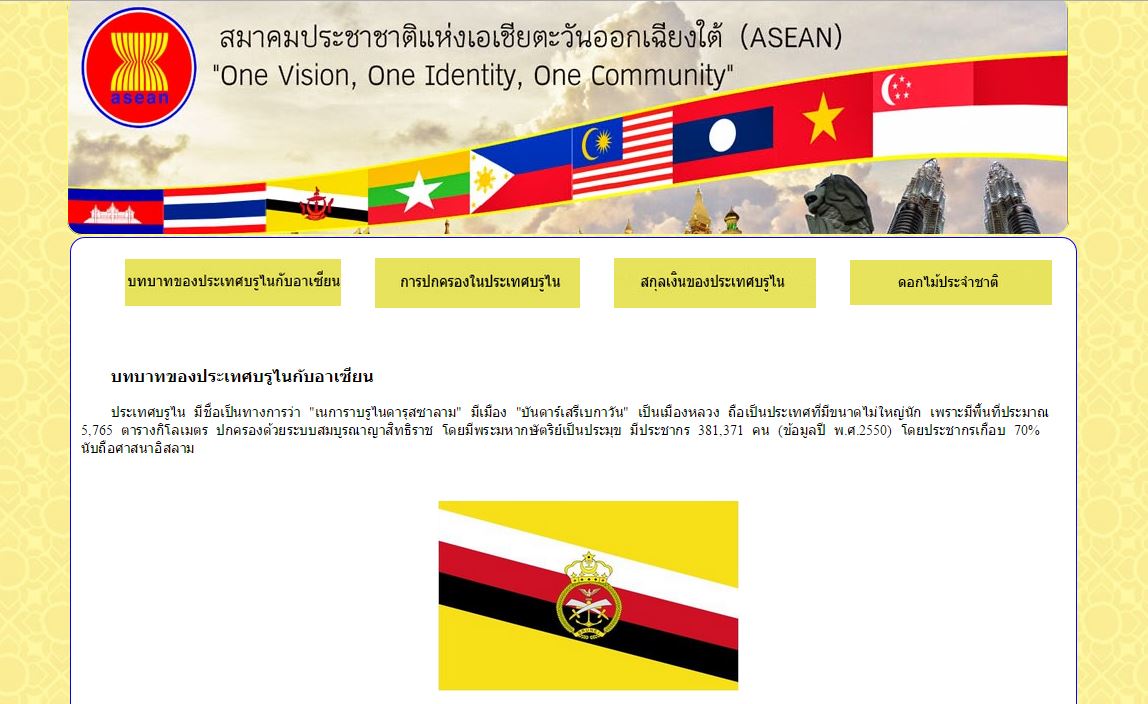 สมาคมประชาชาติแห่งเอเชียตะวันออกเฉียงใต้ (ASEAN)
"One Vision, One Identity, One Community"
asean
บทบาทของประเทศบรูไนกับอาเซียน
การปกครองในประเทศบรูไน
สกุลเงินของประเทศบรูไน
ดอกไม้ประจำชาติ
บทบาทของประเทศบรูไนกับอาเซียน
ประเทศบรูไน มีชื่อเป็นทางการว่า "เนการาบรูไนดารุสซาลาม" มีเมือง "บันดาร์เสรีเบกาวัน" เป็นเมืองหลวง ถือเป็นประเทศที่มีขนาดไม่ใหญ่นัก เพราะมีพื้นที่ประมาณ
5,765 ตารางกิโลเมตร ปกครองด้วยระบบสมบูรณาญาสิทธิราช โดยมีพระมหากษัตริย์เป็นประมุข มีประชากร 381,371 คน (ข้อมูลปี พ.ศ.2550) โดยประชากรเกือบ 70%
นับถือศาสนาอิสลาม